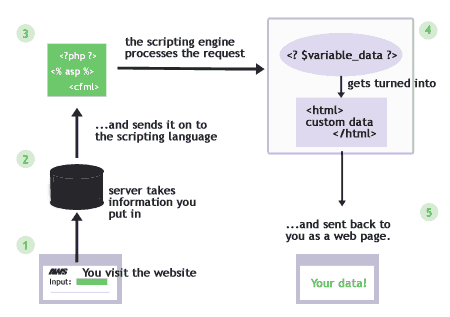 1
AWS
You visit the website
Input:
2
server takes
information you
put in
...and sends it on to
the scripting language
3
<?php ?>
<% asp %>
<cfml>
the scripting engine
processes the request
4
<? $variable_data ?>
gets turned into
<html>
custom data
</html>
5
...and sent back to
you as a web page.
Your data!